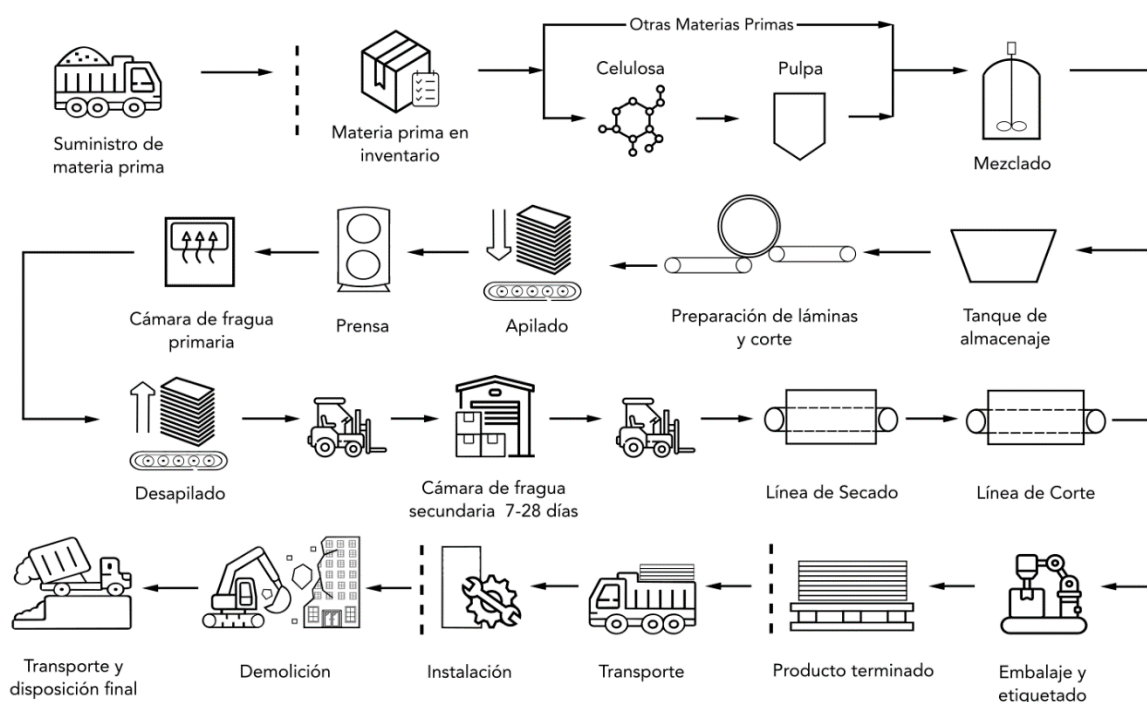 Otras Materias Primas
Celulosa
Pulpa
Suministro de
materia prima
Materia prima en
inventario
Mezclado
Cámara de fragua
primaria
Prensa
Apilado
Preparación de láminas
y corte
Tanque de
almacenaje
Desapilado
Cámara de fragua
secundaria 7-28 días
Línea de Secado
Línea de Corte
Transporte y
disposición final
Demolición
Instalación
Transporte
Producto terminado
Embalaje y
etiquetado